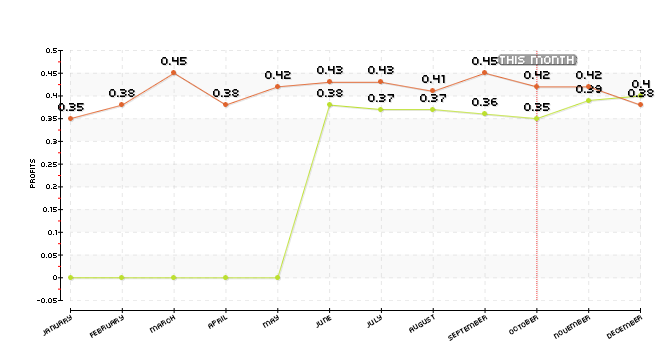 0.5
0.45
0.4
0.35
0.3
0.25
0.2
0.15
0.1
0.05
0
-0.05
PROFITS
THIS MONTH
0.35 0.38 0.45 0.38 0.42 0.43 0.43 0.41 0.45 0.42 0.42 0.38
0.38 0.37 0.37 0.36 0.35 0.39 0.4
JANUARY FEBRUARY MARCH APRIL MAY JUNE JULY AUGUST SEPTEMBER OCTOBER NOVEMBER DECEMBER